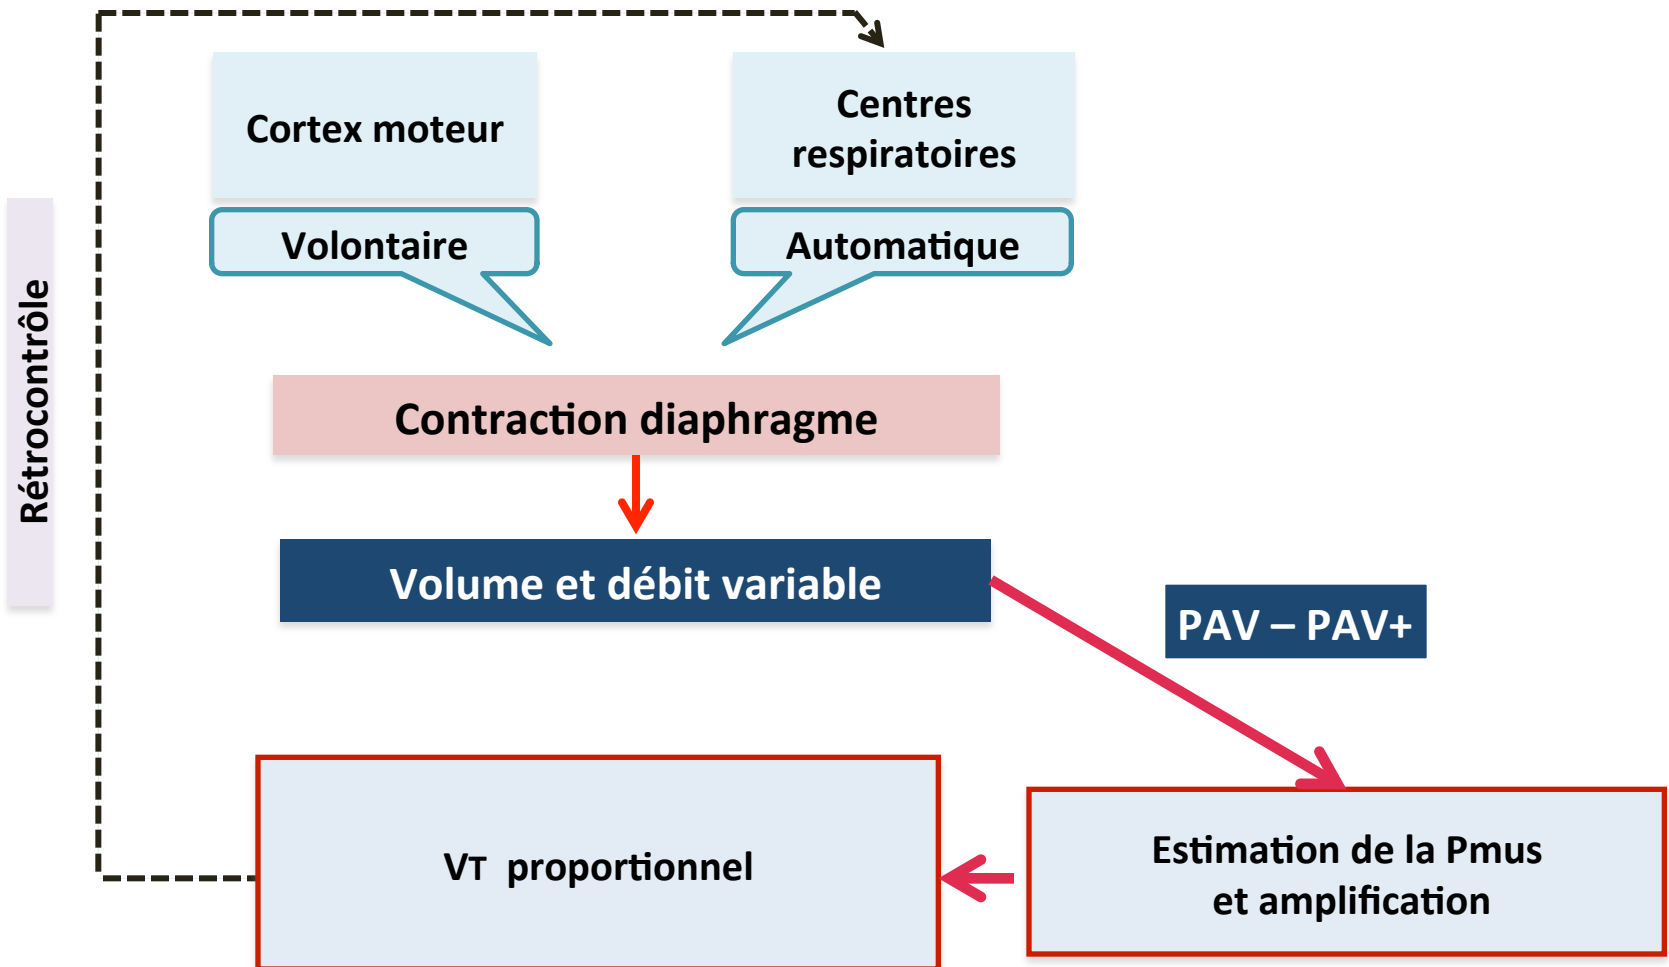 Cortex moteur
Centres
respiratoires
Volontaire
Automatique
Rétrocontrôle
Contraction diaphragme
Volume et débit variable
PAV – PAV+
VT proportionnel
Estimation de la Pmus
et amplification